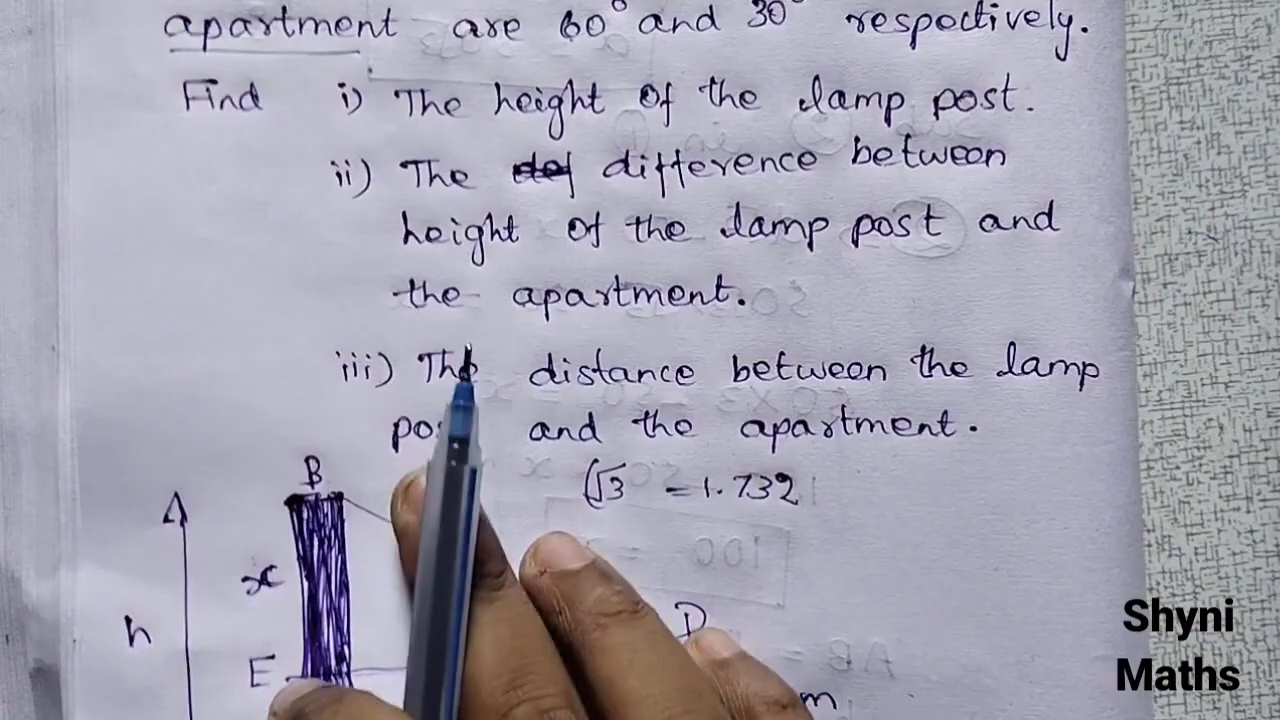 apartment are 60° and 30° respectively.
Find i) The height of the lamp post.
ii) The difference between
height of the lamp post and
the apartment.
iii) The distance between the lamp
and the apartment.
(√3 = 1.732
B
x
h
D
E
m
Shyni
Maths